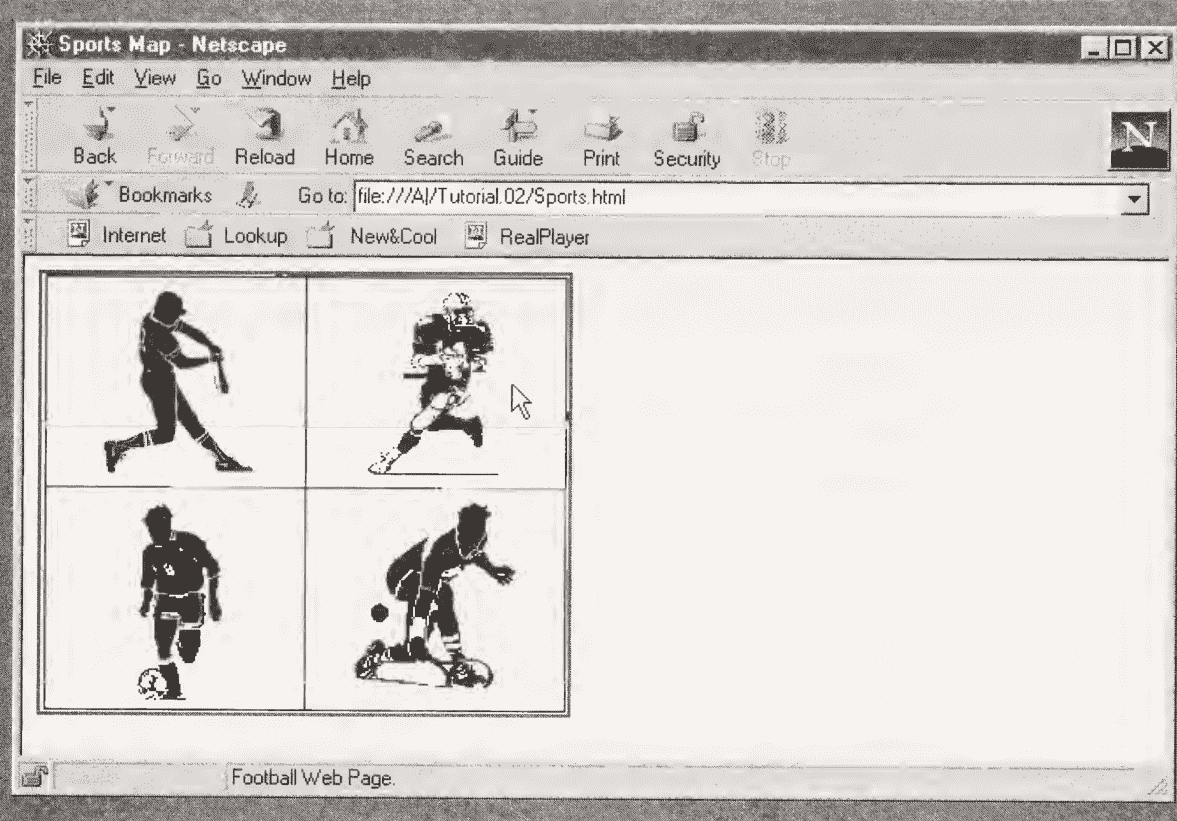 Sports Map - Netscape
File Edit View Go Window Help
N
Back Forward Reload Home Search Guide Print Security Stop
Bookmarks Go to: file:///A|/Tutorial.02/Sports.html
Internet Lookup New&Cool RealPlayer
Football Web Page.